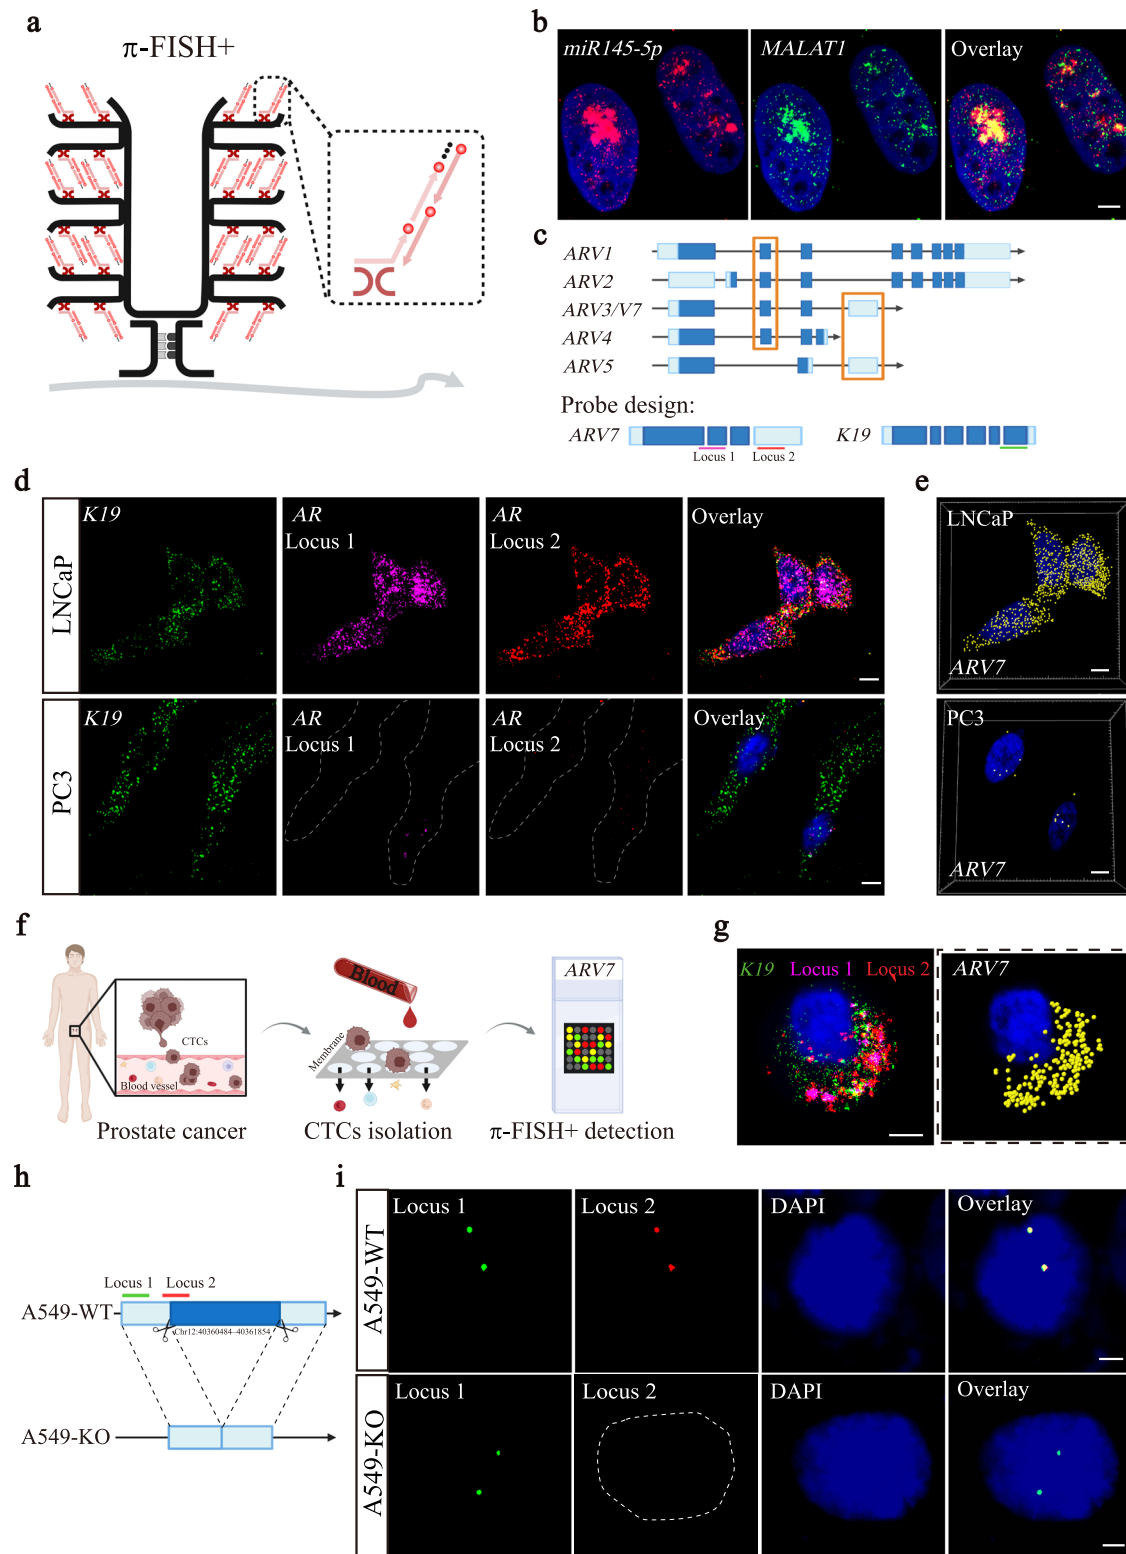 a
π-FISH+
b
miR145-5p
MALAT1
Overlay
c
ARV1
ARV2
ARV3/V7
ARV4
ARV5
Probe design:
ARV7
Locus 1
Locus 2
K19
d
LNCaP
K19
AR
Locus 1
AR
Locus 2
Overlay
PC3
K19
AR
Locus 1
AR
Locus 2
Overlay
e
LNCaP
ARV7
PC3
ARV7
f
CTCs
Blood vessel
Prostate cancer
Blood
Membrane
CTCs isolation
ARV7
π-FISH+ detection
g
K19 Locus 1 Locus 2
ARV7
h
Locus 1 Locus 2
A549-WT
Chr12:40360484–40361854
A549-KO
i
A549-WT
Locus 1
Locus 2
DAPI
Overlay
A549-KO
Locus 1
Locus 2
DAPI
Overlay